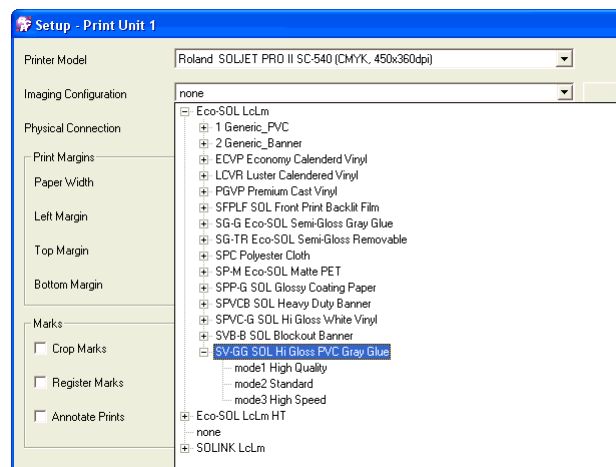 Setup - Print Unit 1
Printer Model
Roland SOLJET PRO II SC-540 (CMYK, 450x360dpi)
Imaging Configuration
none
Eco-SOL LcLm
Physical Connection
1 Generic_PVC
2 Generic_Banner
Print Margins
ECVP Economy Calenderd Vinyl
Paper Width
LCVR Luster Calendered Vinyl
PGVP Premium Cast Vinyl
Left Margin
SFPLF SOL Front Print Backlit Film
SG-G Eco-SOL Semi-Gloss Gray Glue
SG-TR Eco-SOL Semi-Gloss Removable
Top Margin
SPC Polyester Cloth
SP-M Eco-SOL Matte PET
Bottom Margin
SPP-G SOL Glossy Coating Paper
SPVCB SOL Heavy Duty Banner
Marks
SPVC-G SOL Hi Gloss White Vinyl
SVB-B SOL Blockout Banner
Crop Marks
SV-GG SOL Hi Gloss PVC Gray Glue
mode1 High Quality
Register Marks
mode2 Standard
mode3 High Speed
Annotate Prints
Eco-SOL LcLm HT
none
SOLINK LcLm